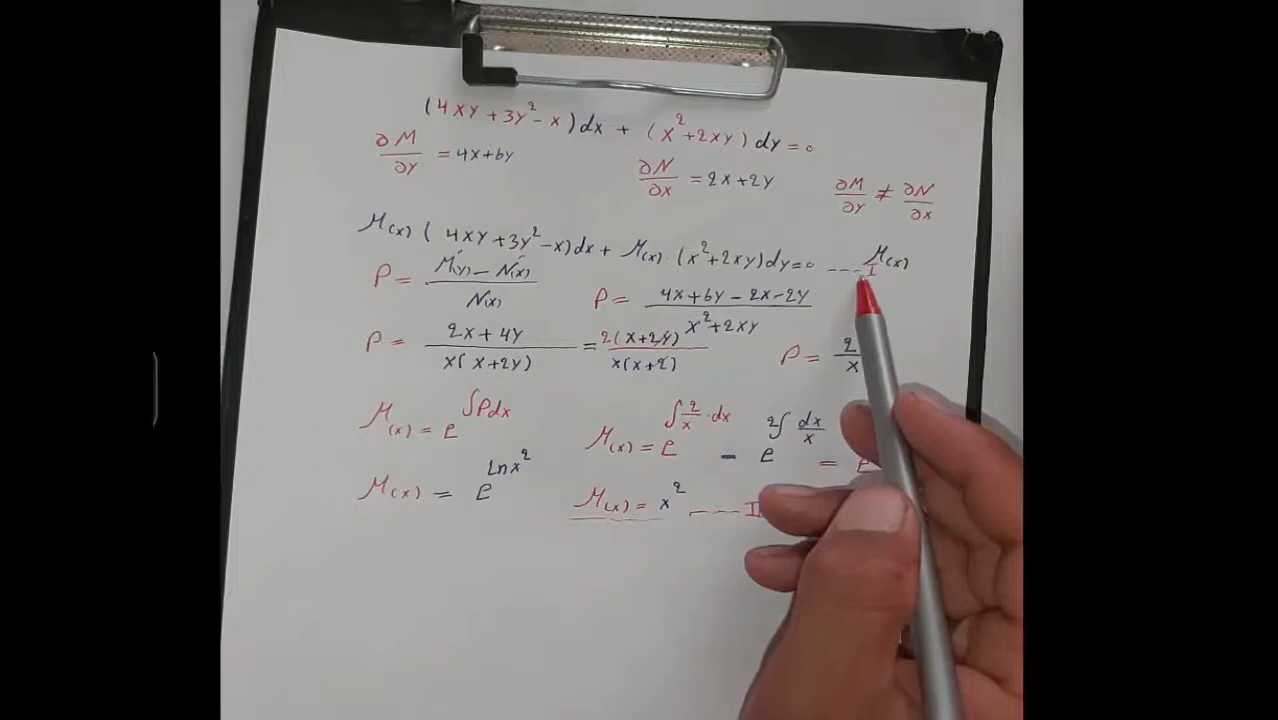 (4xy + 3y² - x) dx + (x² + 2xy) dy = 0
∂M/∂y = 4x + 6y ∂N/∂x = 2x + 2y ∂M/∂y ≠ ∂N/∂x
M(x) (4xy + 3y² - x) dx + M(x) · (x² + 2xy) dy = 0 --- I M(x)
P = M'(y) - N'(x) / N(x) P = 4x + 6y - 2x - 2y / x² + 2xy
P = 2x + 4y / x(x + 2y) = 2(x + 2y) / x(x + 2) P = 2/x
M(x) = e^∫Pdx M(x) = e^∫2/x · dx - e^2∫dx/x = e
M(x) = e^Lnx² M(x) = x² --- II